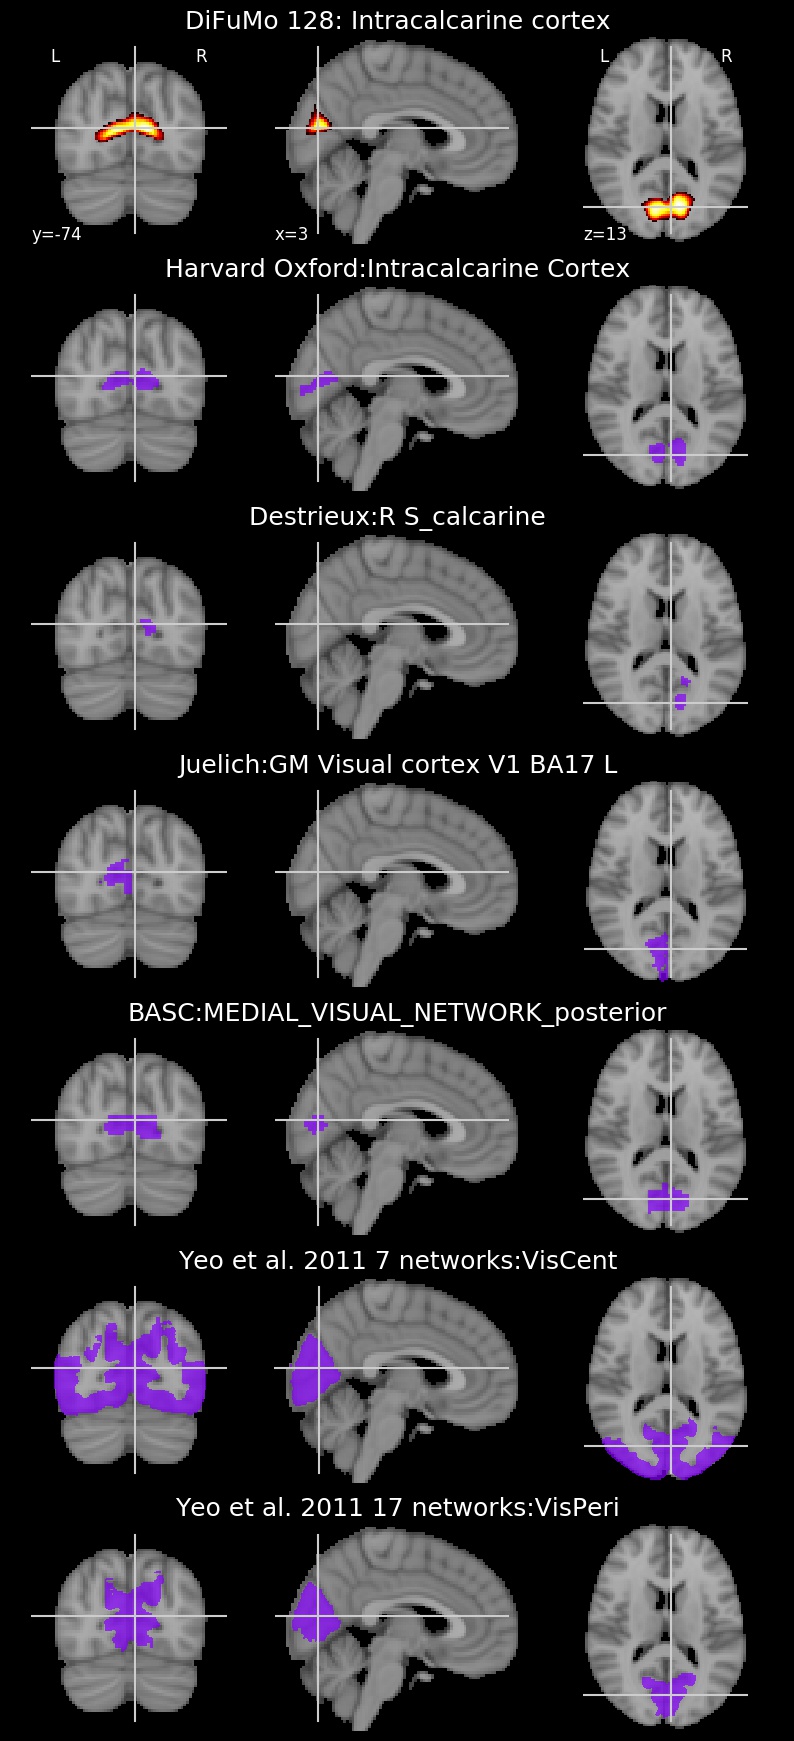 DiFuMo 128: Intracalcarine cortex
L R L R
y=-74 x=3 z=13
Harvard Oxford:Intracalcarine Cortex
Destrieux:R S_calcarine
Juelich:GM Visual cortex V1 BA17 L
BASC:MEDIAL_VISUAL_NETWORK_posterior
Yeo et al. 2011 7 networks:VisCent
Yeo et al. 2011 17 networks:VisPeri